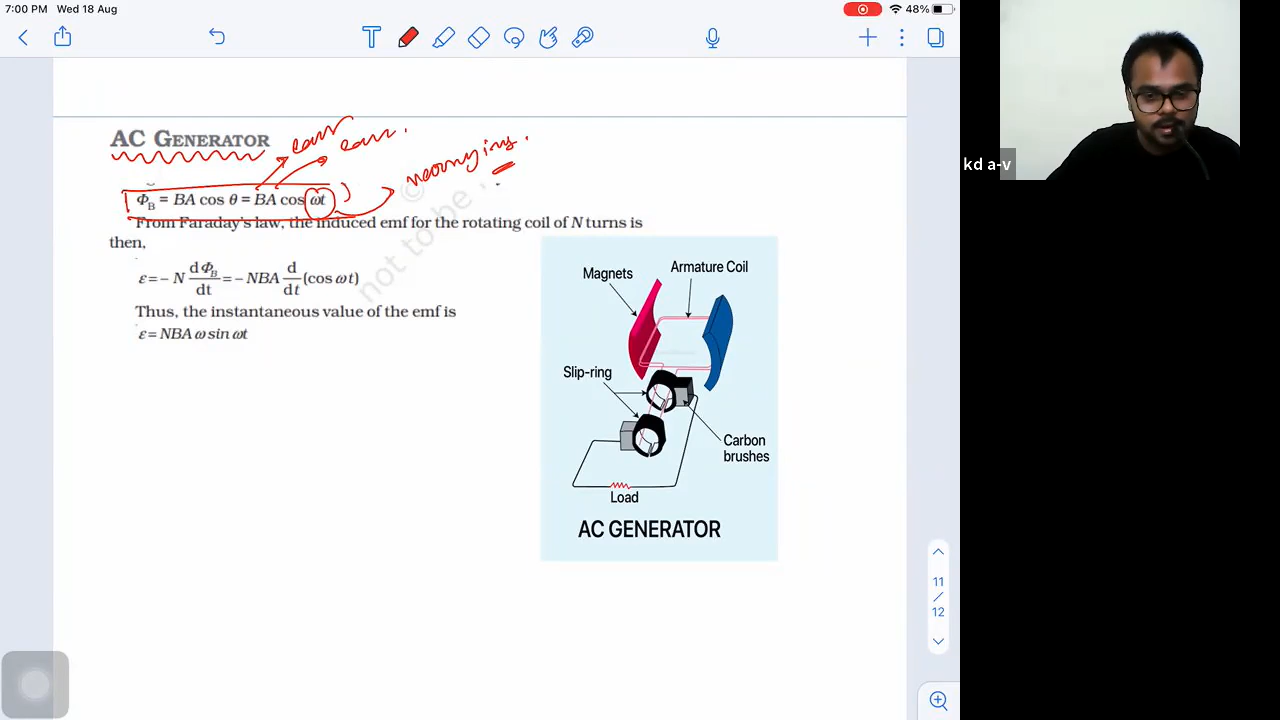 7:00 PM Wed 18 Aug
48%
AC GENERATOR
Φ_B = BA cos θ = BA cos ωt
From Faraday's law, the induced emf for the rotating coil of N turns is
then,
ε = – N dΦ_B/dt = – NBA d/dt (cos ω t)
Thus, the instantaneous value of the emf is
ε = NBA ω sin ωt
not to be
Magnets
Armature Coil
Slip-ring
Carbon
brushes
Load
AC GENERATOR
11
/
12
kd a-v